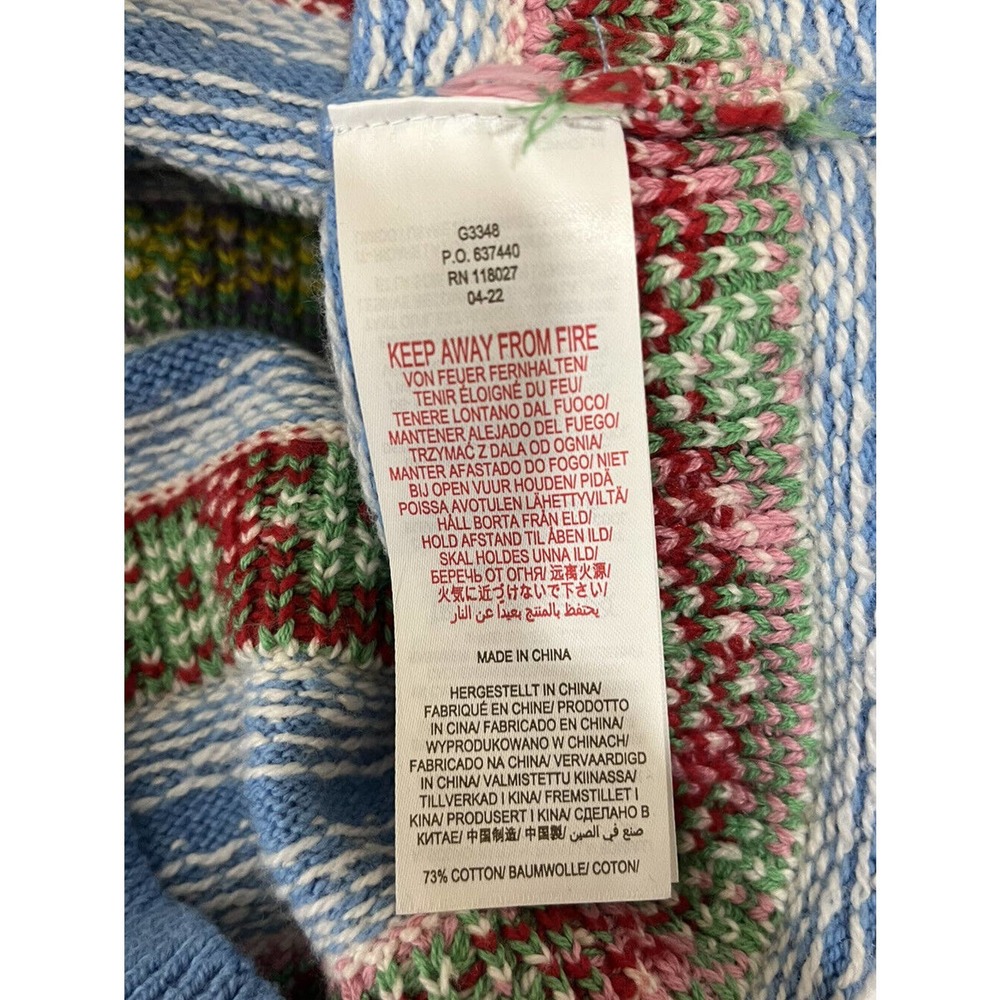 G3348
P.O. 637440
RN 118027
04-22
KEEP AWAY FROM FIRE
VON FEUER FERNHALTEN/
TENIR ÉLOIGNÉ DU FEU/
TENERE LONTANO DAL FUOCO/
MANTENER ALEJADO DEL FUEGO/
TRZYMAĆ Z DALA OD OGNIA/
MANTER AFASTADO DO FOGO/ NIET
BIJ OPEN VUUR HOUDEN/ PIDÄ
POISSA AVOTULEN LÄHETTYVILTÄ/
HÅLL BORTA FRÅN ELD/
HOLD AFSTAND TIL ÅBEN ILD/
SKAL HOLDES UNNA ILD/
БЕРЕЧЬ ОТ ОГНЯ/ 远离火源/
火気に近づけないで下さい/
يحتفظ بالمنتج بعيدًا عن النار
MADE IN CHINA
HERGESTELLT IN CHINA/
FABRIQUÉ EN CHINE/ PRODOTTO
IN CINA/ FABRICADO EN CHINA/
WYPRODUKOWANO W CHINACH/
FABRICADO NA CHINA/ VERVAARDIGD
IN CHINA/ VALMISTETTU KIINASSA/
TILLVERKAD I KINA/ FREMSTILLET I
KINA/ PRODUSERT I KINA/ СДЕЛАНО В
КИТАЕ/ 中国制造/ 中国製/ صنع في الصين
73% COTTON/ BAUMWOLLE/ COTON/